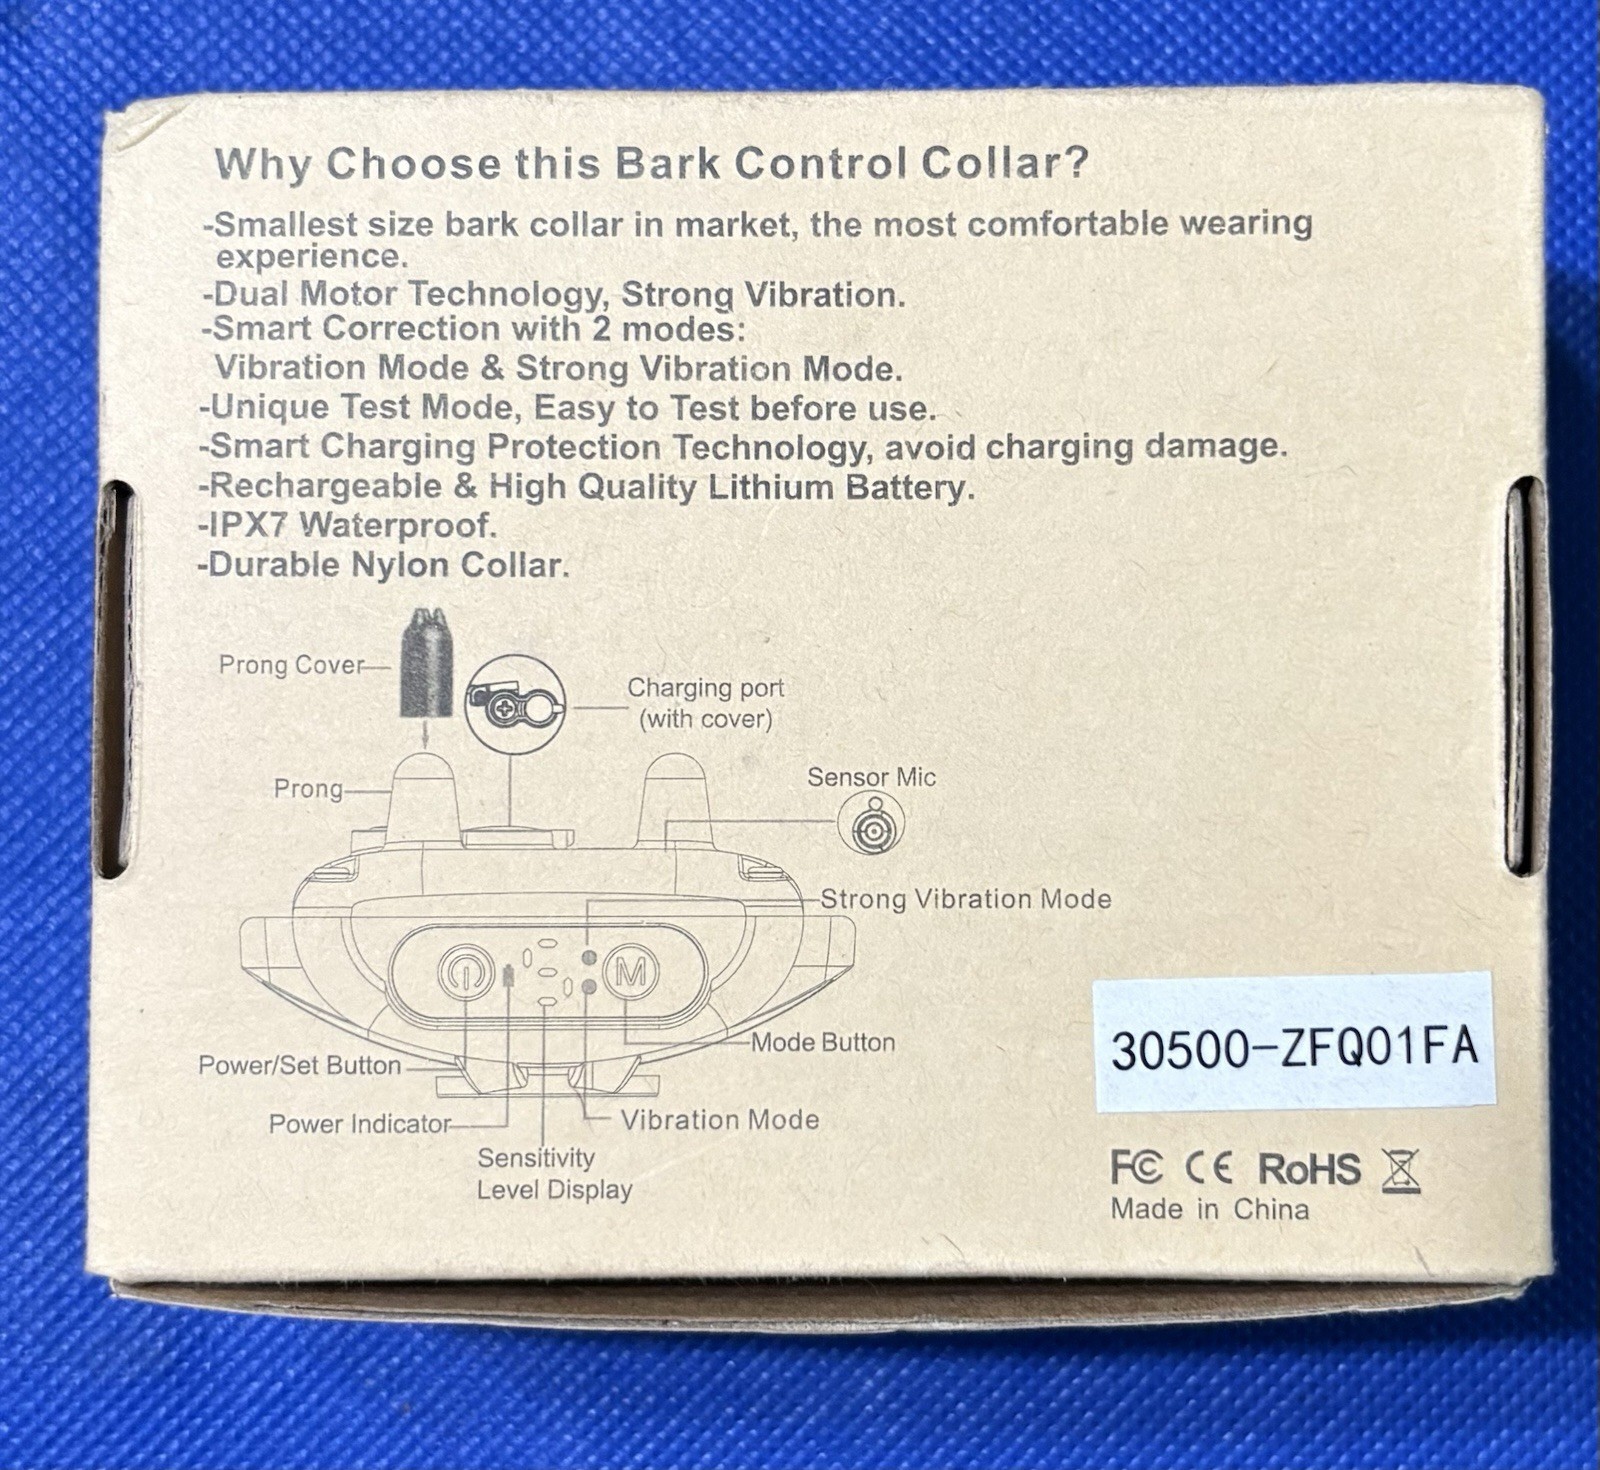 Why Choose this Bark Control Collar?
-Smallest size bark collar in market, the most comfortable wearing
experience.
-Dual Motor Technology, Strong Vibration.
-Smart Correction with 2 modes:
Vibration Mode & Strong Vibration Mode.
-Unique Test Mode, Easy to Test before use.
-Smart Charging Protection Technology, avoid charging damage.
-Rechargeable & High Quality Lithium Battery.
-IPX7 Waterproof.
-Durable Nylon Collar.
Prong Cover
Charging port
(with cover)
Prong
Sensor Mic
Strong Vibration Mode
M
Mode Button
Power/Set Button
Power Indicator
Vibration Mode
Sensitivity
Level Display
30500-ZFQ01FA
FC CE RoHS
Made in China